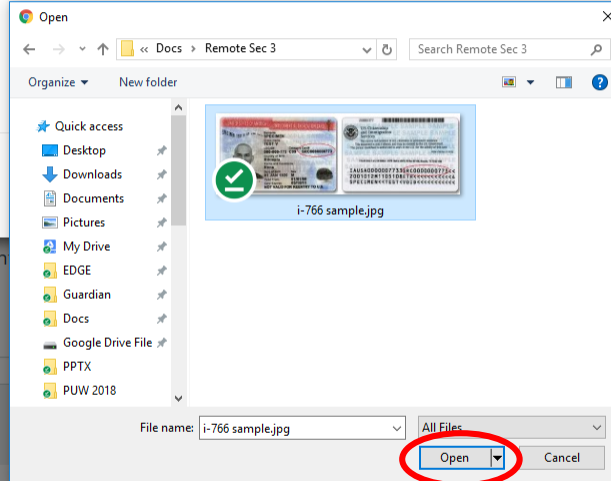 Open
« Docs > Remote Sec 3
Search Remote Sec 3
Organize
New folder
Quick access
Desktop
Downloads
Documents
Pictures
My Drive
EDGE
Guardian
Docs
Google Drive File
PPTX
PUW 2018
i-766 sample.jpg
File name: i-766 sample.jpg
All Files
Open
Cancel